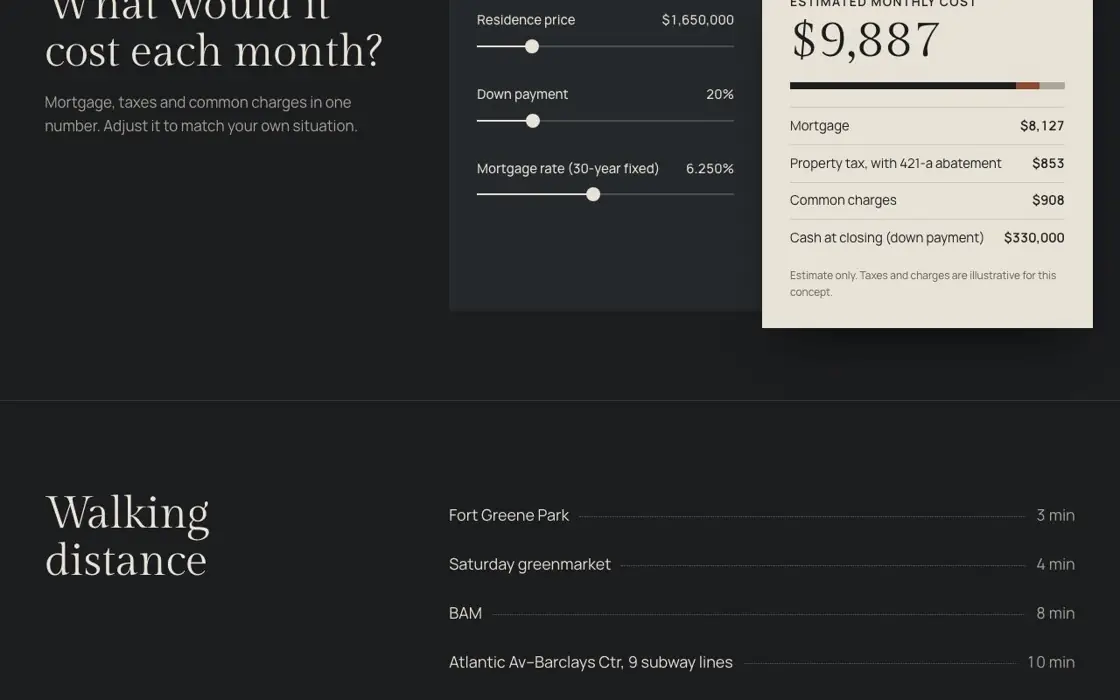 What would it
cost each month?
Mortgage, taxes and common charges in one
number. Adjust it to match your own situation.
Residence price $1,650,000
Down payment 20%
Mortgage rate (30-year fixed) 6.250%
ESTIMATED MONTHLY COST
$9,887
Mortgage $8,127
Property tax, with 421-a abatement $853
Common charges $908
Cash at closing (down payment) $330,000
Estimate only. Taxes and charges are illustrative for this
concept.
Walking
distance
Fort Greene Park 3 min
Saturday greenmarket 4 min
BAM 8 min
Atlantic Av–Barclays Ctr, 9 subway lines 10 min